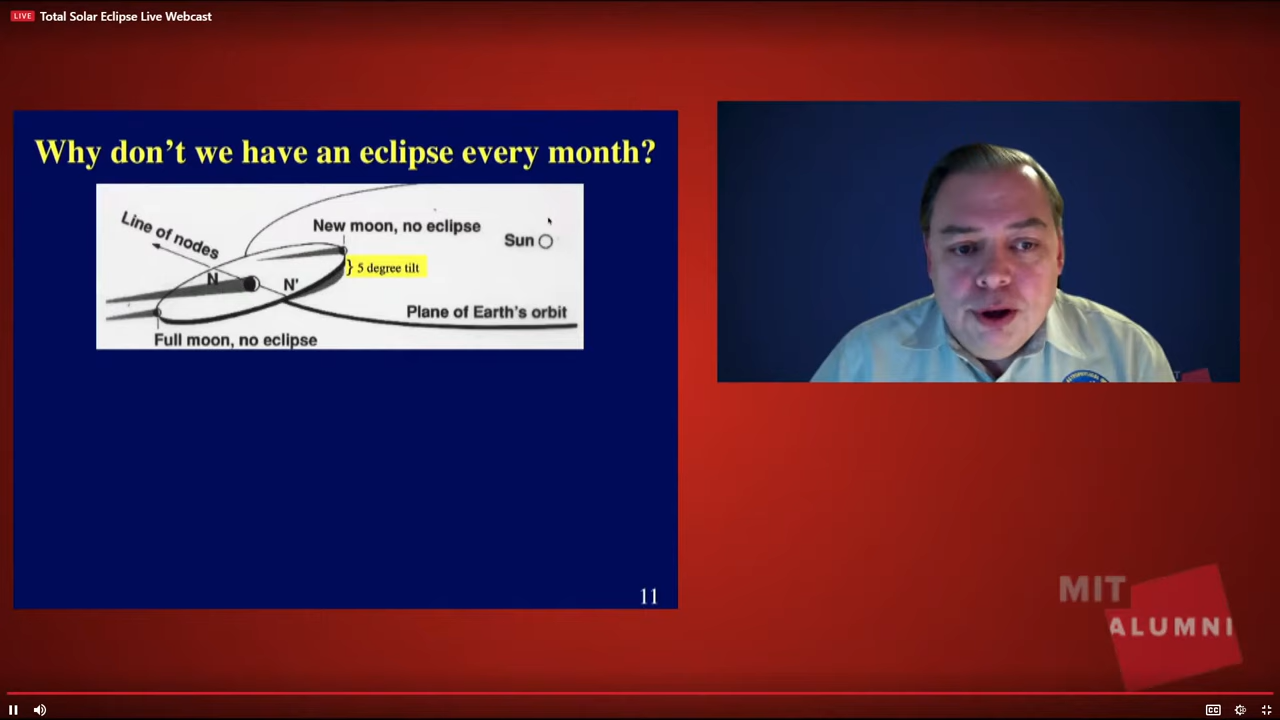 LIVE Total Solar Eclipse Live Webcast
Why don't we have an eclipse every month?
Line of nodes
New moon, no eclipse
Sun
} 5 degree tilt
N
N'
Plane of Earth's orbit
Full moon, no eclipse
11
MIT
ALUMNI
CC